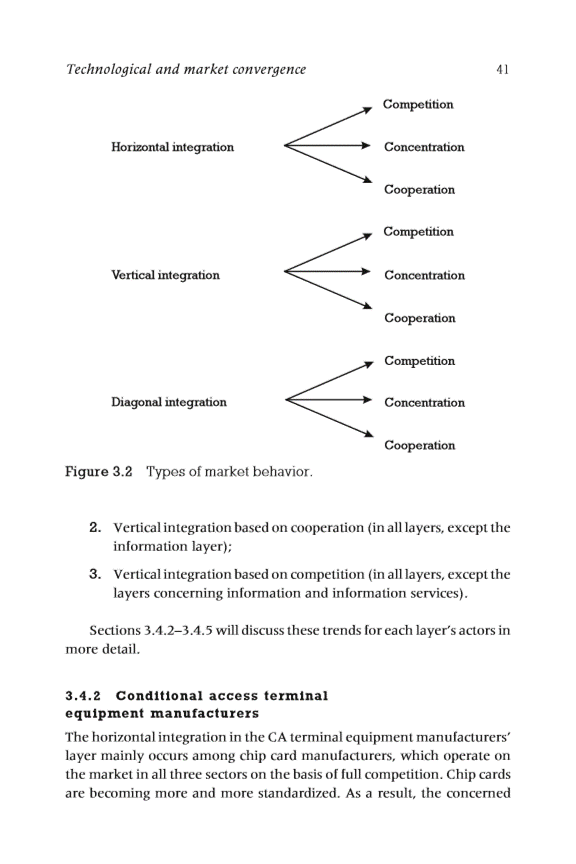 Technological and market convergence 41
Competition
Horizontal integration Concentration
Cooperation
Competition
Vertical integration Concentration
Cooperation
Competition
Diagonal integration Concentration
Cooperation
Figure 3.2 Types of market behavior.
2. Vertical integration based on cooperation (in all layers, except the
information layer);
3. Vertical integration based on competition (in all layers, except the
layers concerning information and information services).
Sections 3.4.2–3.4.5 will discuss these trends for each layer's actors in
more detail.
3.4.2 Conditional access terminal
equipment manufacturers
The horizontal integration in the CA terminal equipment manufacturers'
layer mainly occurs among chip card manufacturers, which operate on
the market in all three sectors on the basis of full competition. Chip cards
are becoming more and more standardized. As a result, the concerned